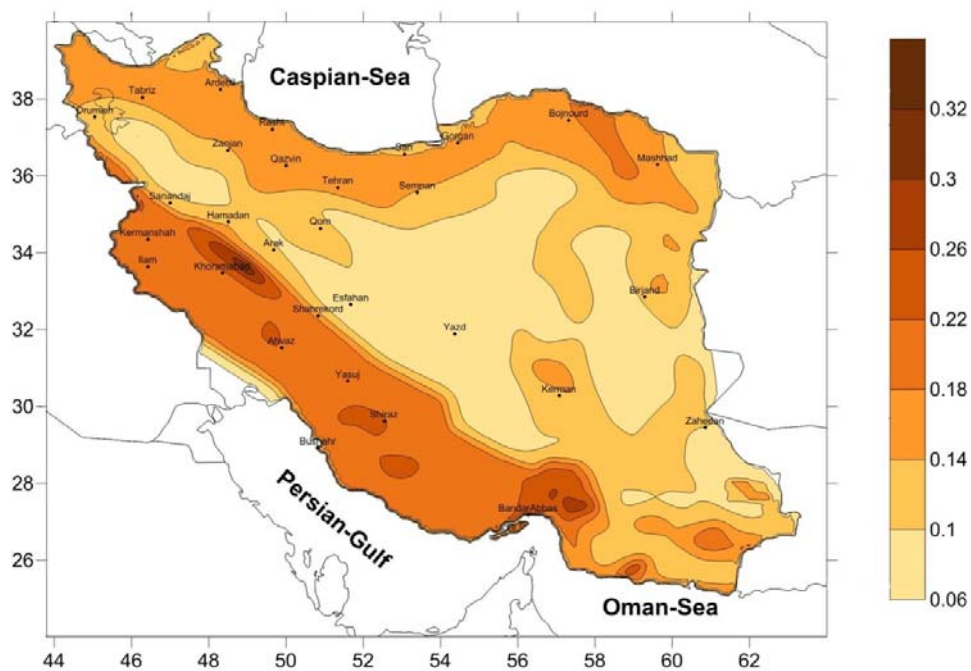 Caspian-Sea
Tabriz
Ardebil
Orumieh
Rasht
Zanjan
Qazvin
Sari
Gorgan
Bojnourd
Mashhad
Tehran
Semnan
Sanandaj
Hamadan
Qom
Kermanshah
Arak
Ilam
Khoramabad
Birjand
Esfahan
Shahrekord
Yazd
Ahvaz
Yasuj
Kerman
Shiraz
Zahedan
Bushehr
BandarAbbas
Persian-Gulf
Oman-Sea
38
36
34
32
30
28
26
44
46
48
50
52
54
56
58
60
62
0.32
0.3
0.26
0.22
0.18
0.14
0.1
0.06